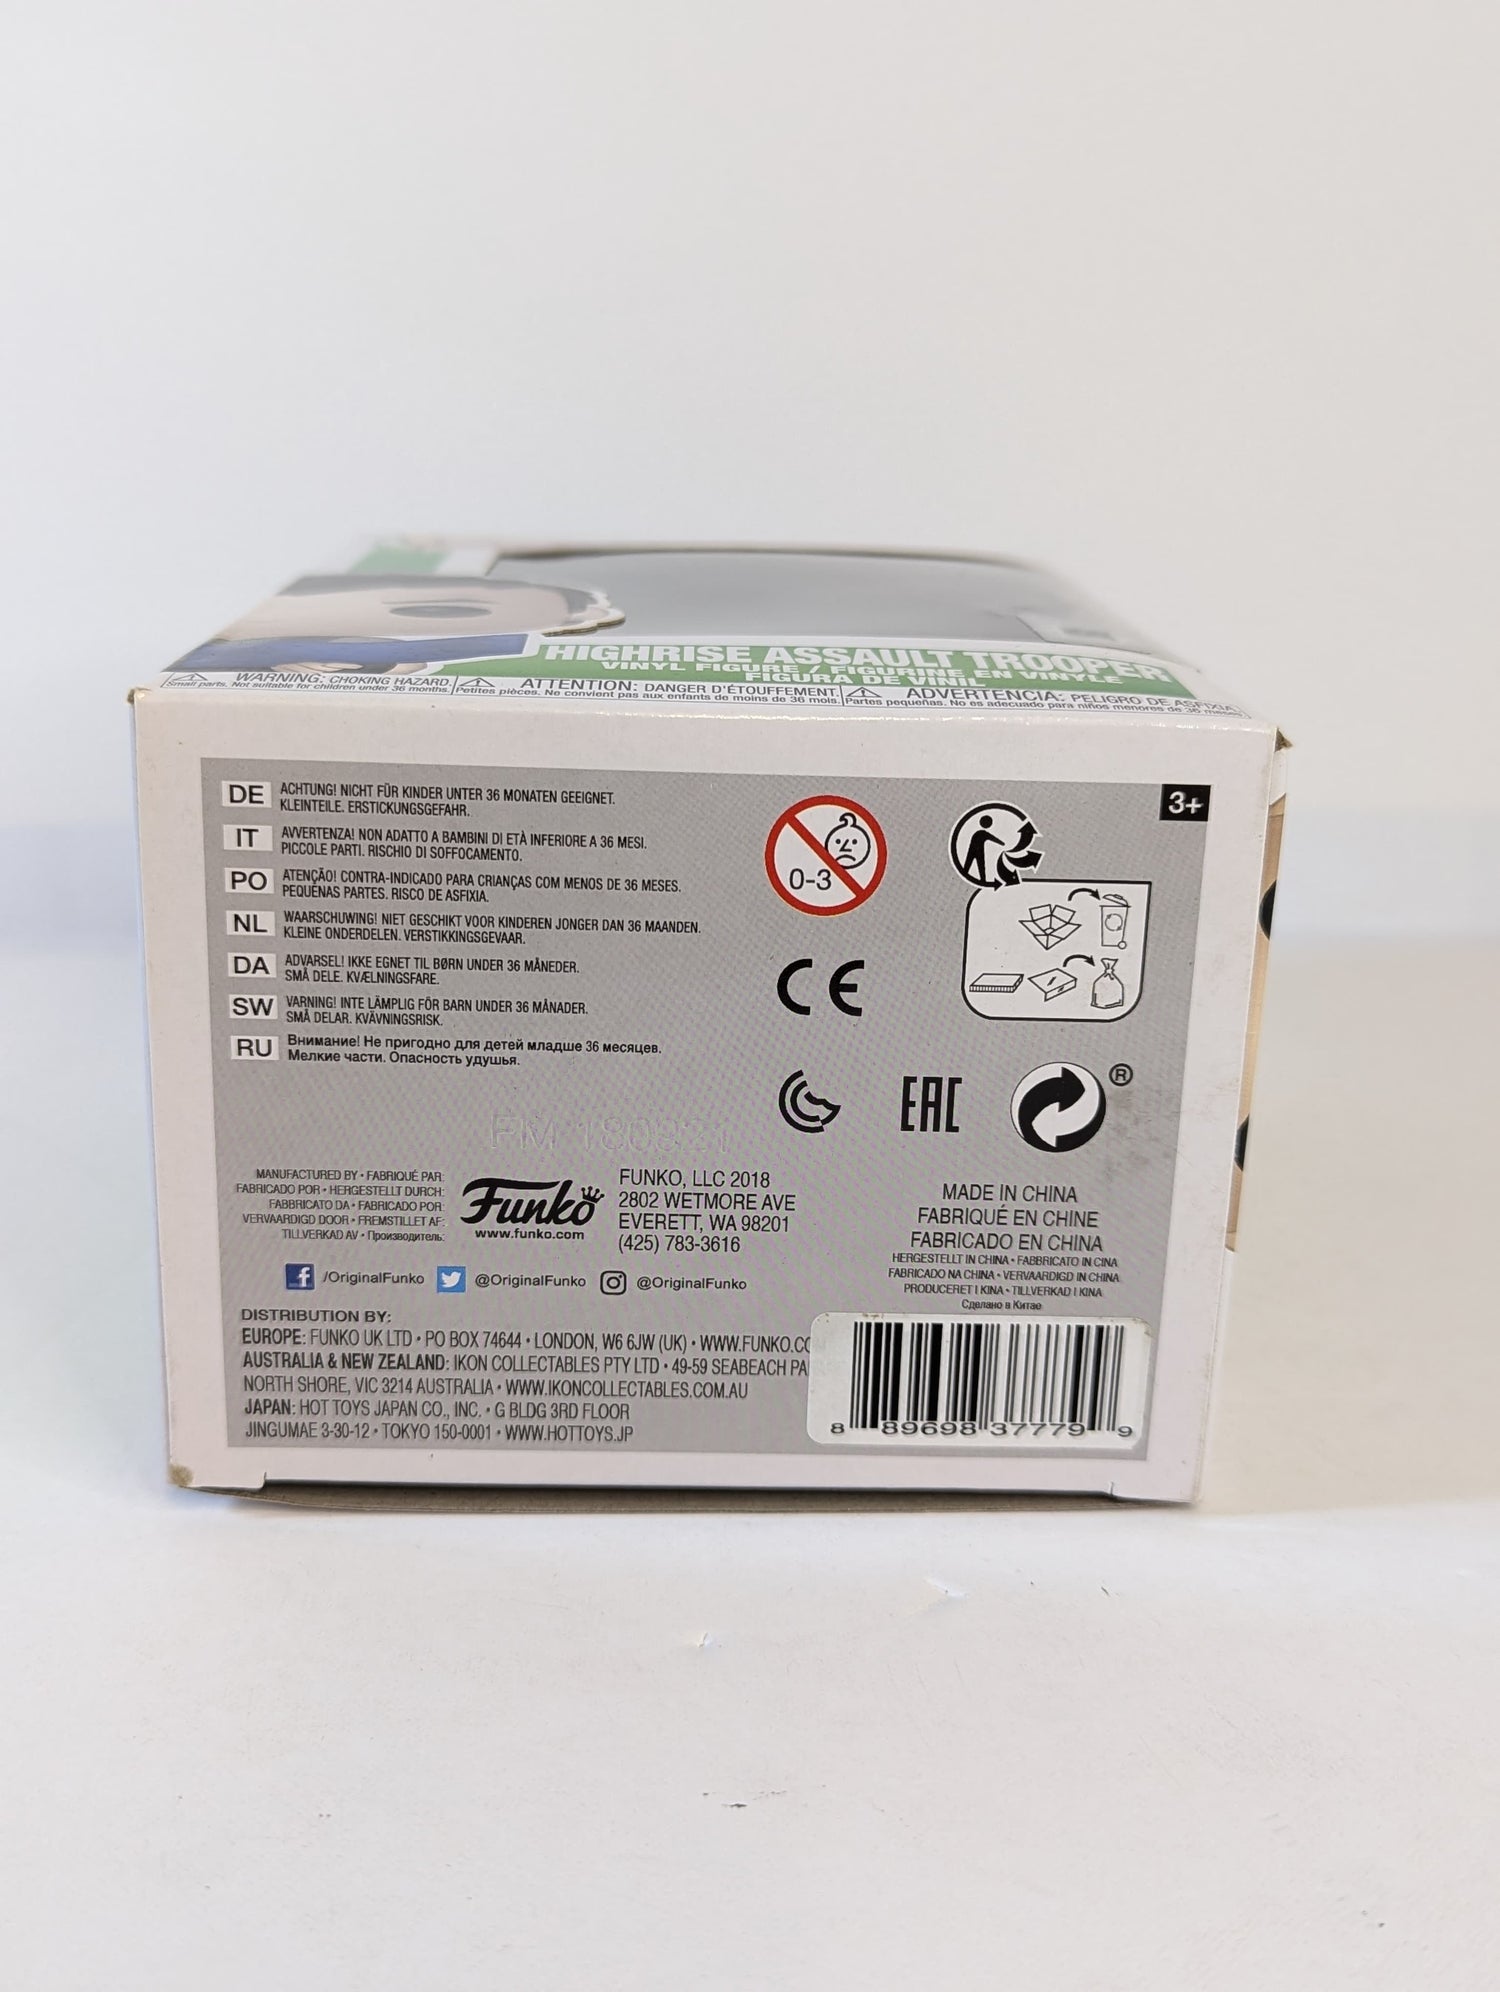 HIGHRISE ASSAULT TROOPER
VINYL FIGURE / FIGURINE EN VINYLE
FIGURA DE VINIL
WARNING: CHOKING HAZARD.
Small parts. Not suitable for children under 36 months.
ATTENTION: DANGER D'ÉTOUFFEMENT.
Petites pièces. Ne convient pas aux enfants de moins de 36 mois.
ADVERTENCIA: PELIGRO DE ASFIXIA.
Partes pequeñas. No es adecuado para niños menores de 36 meses.
3+
DE ACHTUNG! NICHT FÜR KINDER UNTER 36 MONATEN GEEIGNET.
KLEINTEILE. ERSTICKUNGSGEFAHR.
IT AVVERTENZA! NON ADATTO A BAMBINI DI ETÀ INFERIORE A 36 MESI.
PICCOLE PARTI. RISCHIO DI SOFFOCAMENTO.
PO ATENÇÃO! CONTRA-INDICADO PARA CRIANÇAS COM MENOS DE 36 MESES.
PEQUENAS PARTES. RISCO DE ASFIXIA.
NL WAARSCHUWING! NIET GESCHIKT VOOR KINDEREN JONGER DAN 36 MAANDEN.
KLEINE ONDERDELEN. VERSTIKKINGSGEVAAR.
DA ADVARSEL! IKKE EGNET TIL BØRN UNDER 36 MÅNEDER.
SMÅ DELE. KVÆLNINGSFARE.
SW VARNING! INTE LÄMPLIG FÖR BARN UNDER 36 MÅNADER.
SMÅ DELAR. KVÄVNINGSRISK.
RU Внимание! Не пригодно для детей младше 36 месяцев.
Мелкие части. Опасность удушья.
0-3
CE
EAC
®
FM 180821
MANUFACTURED BY • FABRIQUÉ PAR:
FABRICADO POR • HERGESTELLT DURCH:
FABBRICATO DA • FABRICADO POR:
VERVAARDIGD DOOR • FREMSTILLET AF:
TILLVERKAD AV • Производитель:
Funko
www.funko.com
FUNKO, LLC 2018
2802 WETMORE AVE
EVERETT, WA 98201
(425) 783-3616
MADE IN CHINA
FABRIQUÉ EN CHINE
FABRICADO EN CHINA
HERGESTELLT IN CHINA • FABBRICATO IN CINA
FABRICADO NA CHINA • VERVAARDIGD IN CHINA
PRODUCERET I KINA • TILLVERKAD I KINA
Сделано в Китае
/OriginalFunko @OriginalFunko @OriginalFunko
DISTRIBUTION BY:
EUROPE: FUNKO UK LTD • PO BOX 74644 • LONDON, W6 6JW (UK) • WWW.FUNKO.CO
AUSTRALIA & NEW ZEALAND: IKON COLLECTABLES PTY LTD • 49-59 SEABEACH PA
NORTH SHORE, VIC 3214 AUSTRALIA • WWW.IKONCOLLECTABLES.COM.AU
JAPAN: HOT TOYS JAPAN CO., INC. • G BLDG 3RD FLOOR
JINGUMAE 3-30-12 • TOKYO 150-0001 • WWW.HOTTOYS.JP
8 89698 37779 9